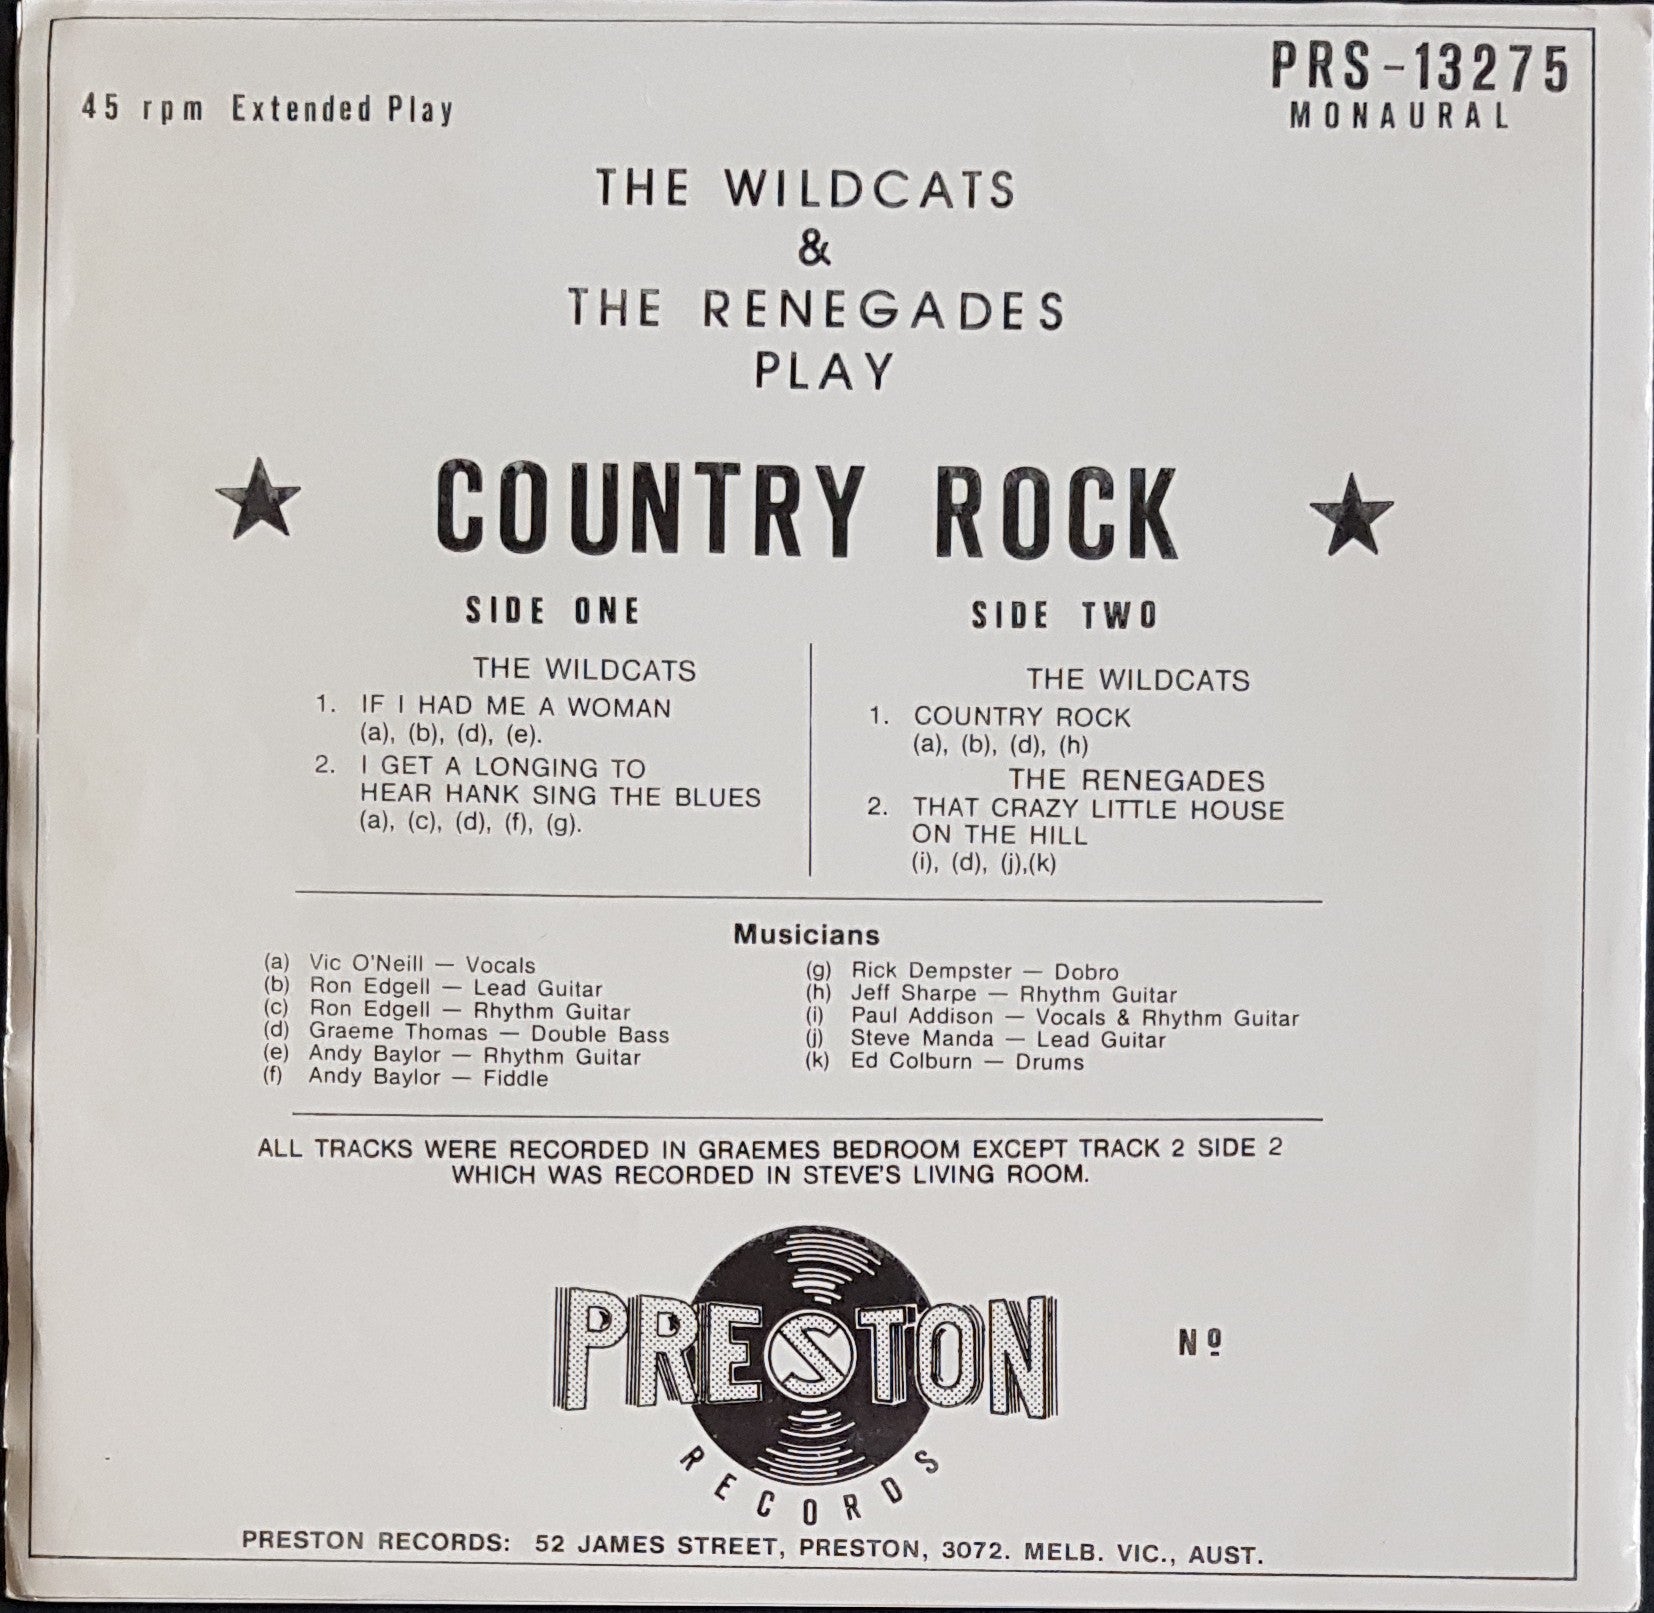 45 rpm Extended Play
PRS-13275
MONAURAL
THE WILDCATS
&
THE RENEGADES
PLAY
★ COUNTRY ROCK ★
SIDE ONE
THE WILDCATS
1. IF I HAD ME A WOMAN
(a), (b), (d), (e).
2. I GET A LONGING TO
HEAR HANK SING THE BLUES
(a), (c), (d), (f), (g).
SIDE TWO
THE WILDCATS
1. COUNTRY ROCK
(a), (b), (d), (h)
THE RENEGADES
2. THAT CRAZY LITTLE HOUSE
ON THE HILL
(i), (d), (j),(k)
Musicians
(a) Vic O'Neill — Vocals
(b) Ron Edgell — Lead Guitar
(c) Ron Edgell — Rhythm Guitar
(d) Graeme Thomas — Double Bass
(e) Andy Baylor — Rhythm Guitar
(f) Andy Baylor — Fiddle
(g) Rick Dempster — Dobro
(h) Jeff Sharpe — Rhythm Guitar
(i) Paul Addison — Vocals & Rhythm Guitar
(j) Steve Manda — Lead Guitar
(k) Ed Colburn — Drums
ALL TRACKS WERE RECORDED IN GRAEMES BEDROOM EXCEPT TRACK 2 SIDE 2
WHICH WAS RECORDED IN STEVE'S LIVING ROOM.
PRESTON
RECORDS
Nº
PRESTON RECORDS: 52 JAMES STREET, PRESTON, 3072. MELB. VIC., AUST.